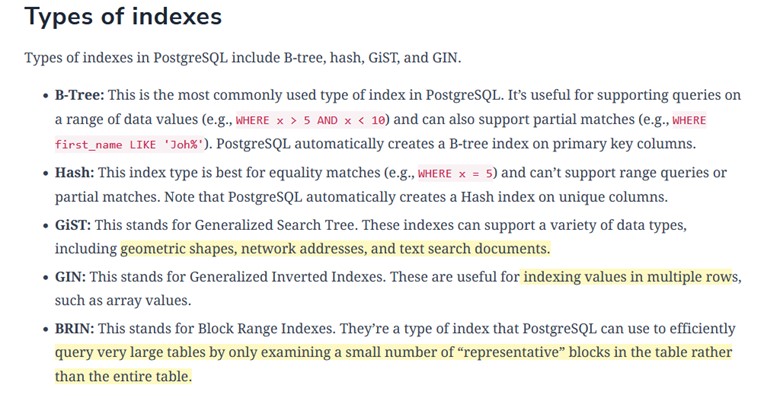 Types of indexes
Types of indexes in PostgreSQL include B-tree, hash, GiST, and GIN.
• B-Tree: This is the most commonly used type of index in PostgreSQL. It’s useful for supporting queries on
a range of data values (e.g., WHERE x > 5 AND x < 10) and can also support partial matches (e.g., WHERE
first_name LIKE 'Joh%'). PostgreSQL automatically creates a B-tree index on primary key columns.
• Hash: This index type is best for equality matches (e.g., WHERE x = 5) and can’t support range queries or
partial matches. Note that PostgreSQL automatically creates a Hash index on unique columns.
• GiST: This stands for Generalized Search Tree. These indexes can support a variety of data types,
including geometric shapes, network addresses, and text search documents.
• GIN: This stands for Generalized Inverted Indexes. These are useful for indexing values in multiple rows,
such as array values.
• BRIN: This stands for Block Range Indexes. They’re a type of index that PostgreSQL can use to efficiently
query very large tables by only examining a small number of “representative” blocks in the table rather
than the entire table.